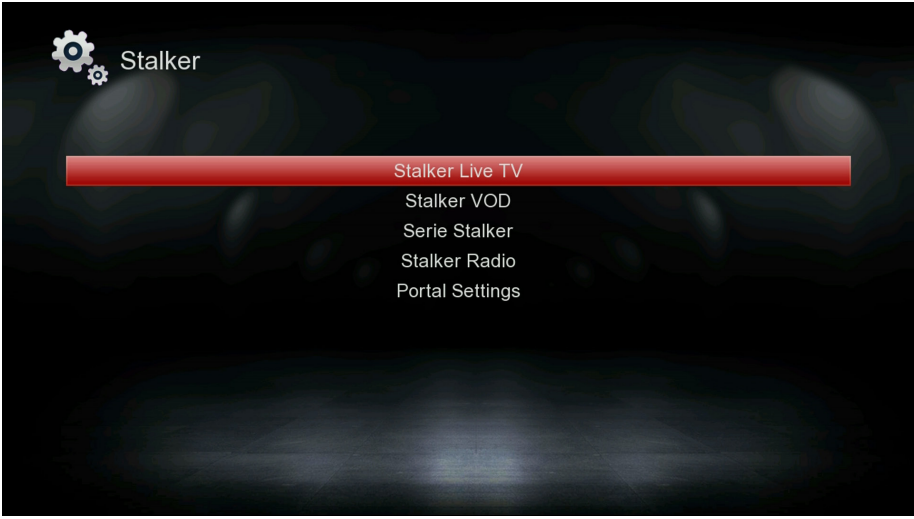 Stalker
Stalker Live TV
Stalker VOD
Serie Stalker
Stalker Radio
Portal Settings